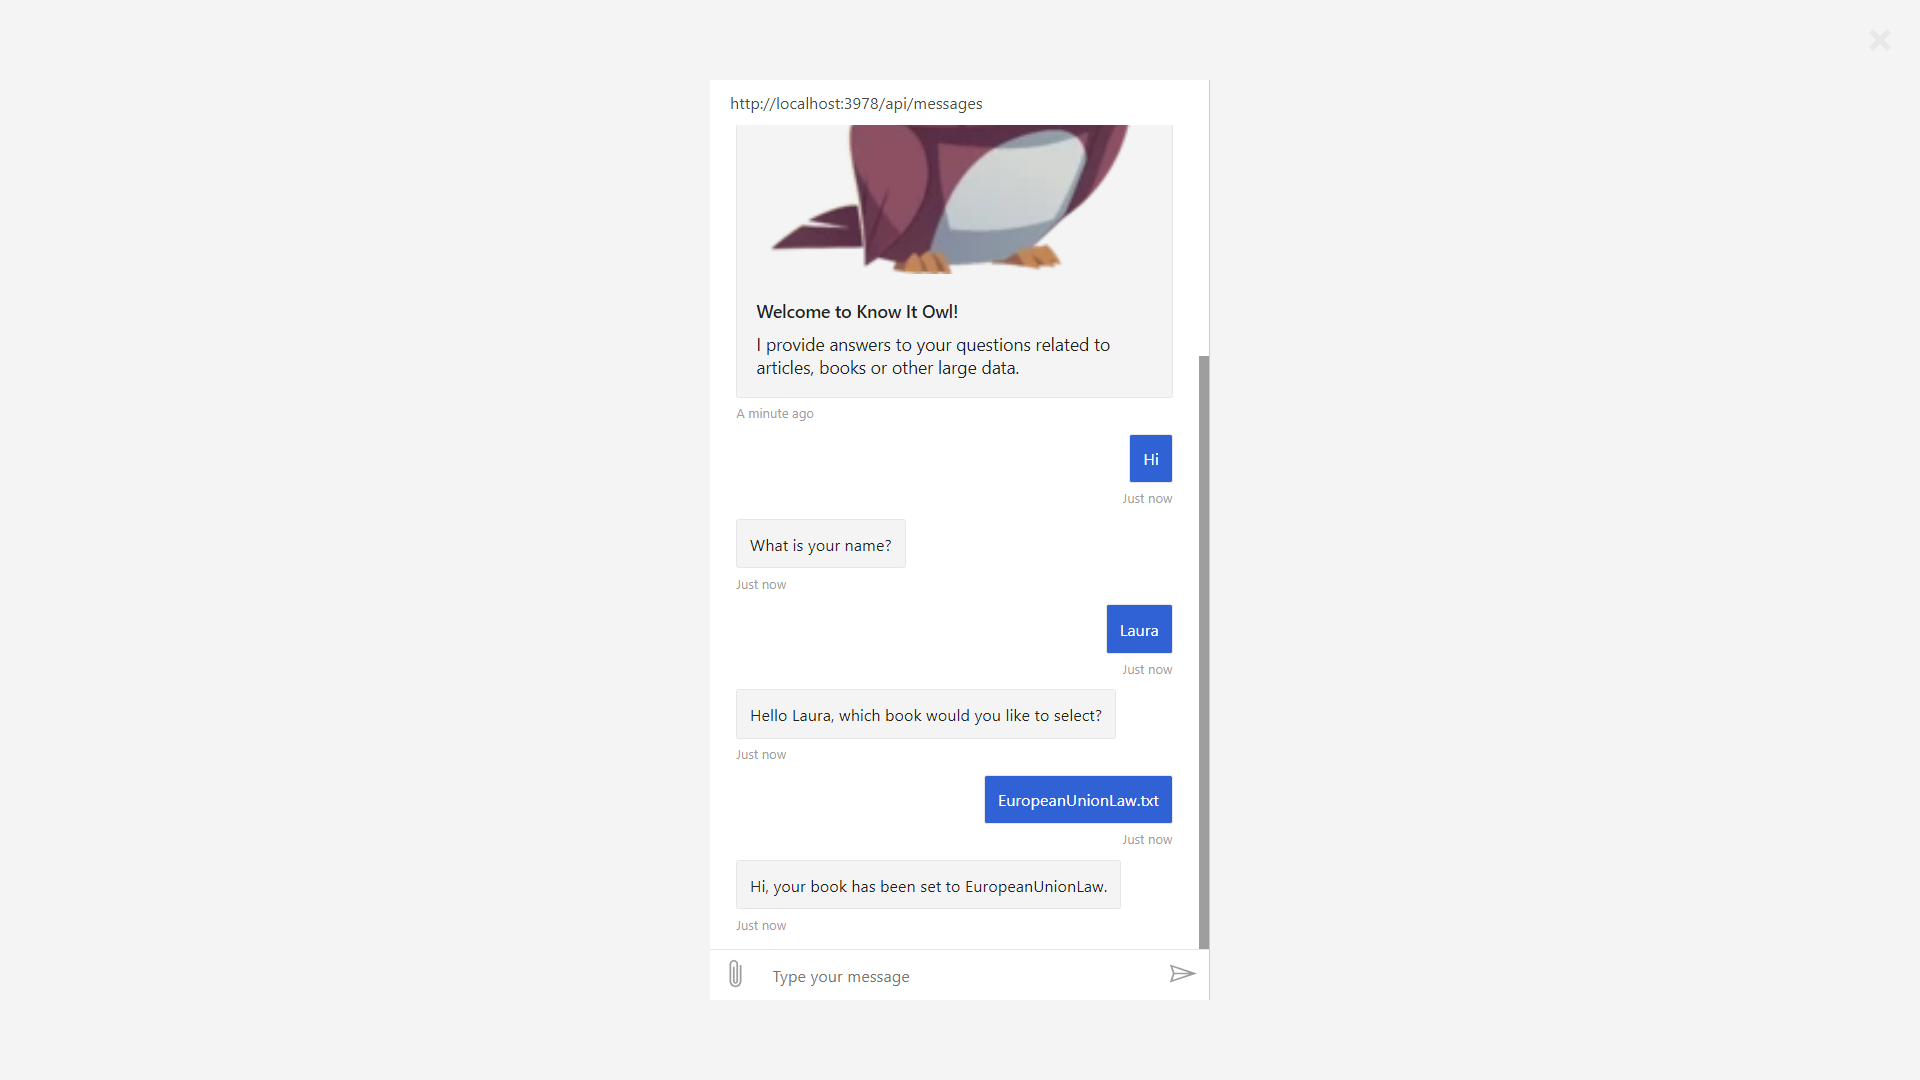 http://localhost:3978/api/messages
Welcome to Know It Owl!
I provide answers to your questions related to
articles, books or other large data.
A minute ago
Hi
Just now
What is your name?
Just now
Laura
Just now
Hello Laura, which book would you like to select?
Just now
EuropeanUnionLaw.txt
Just now
Hi, your book has been set to EuropeanUnionLaw.
Just now
Type your message